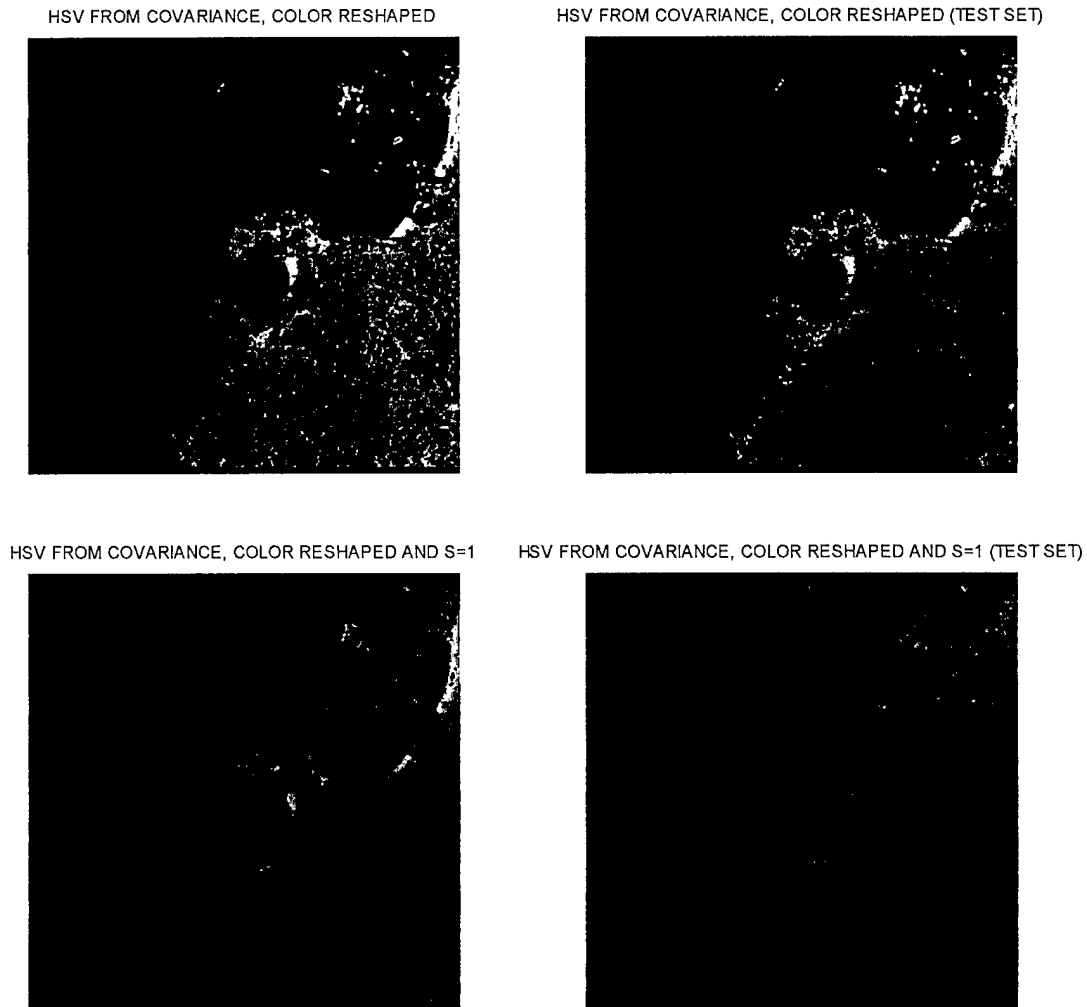 HSV FROM COVARIANCE, COLOR RESHAPED
HSV FROM COVARIANCE, COLOR RESHAPED (TEST SET)
HSV FROM COVARIANCE, COLOR RESHAPED AND S=1
HSV FROM COVARIANCE, COLOR RESHAPED AND S=1 (TEST SET)